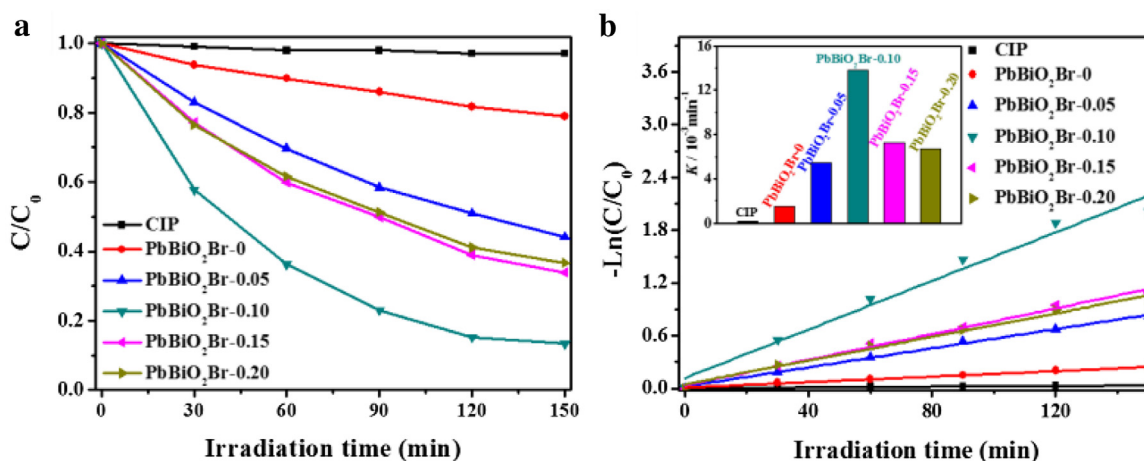 a
C/C₀
1.0
0.8
0.6
0.4
0.2
0.0
CIP
PbBiO₂Br-0
PbBiO₂Br-0.05
PbBiO₂Br-0.10
PbBiO₂Br-0.15
PbBiO₂Br-0.20
0 30 60 90 120 150
Irradiation time (min)
b
-Ln(C/C₀)
3.6
3.0
2.4
1.8
1.2
0.6
0.0
K / 10⁻³min⁻¹
16
12
8
4
0
CIP
PbBiO₂Br-0
PbBiO₂Br-0.05
PbBiO₂Br-0.10
PbBiO₂Br-0.15
PbBiO₂Br-0.20
CIP
PbBiO₂Br-0
PbBiO₂Br-0.05
PbBiO₂Br-0.10
PbBiO₂Br-0.15
PbBiO₂Br-0.20
0 40 80 120
Irradiation time (min)